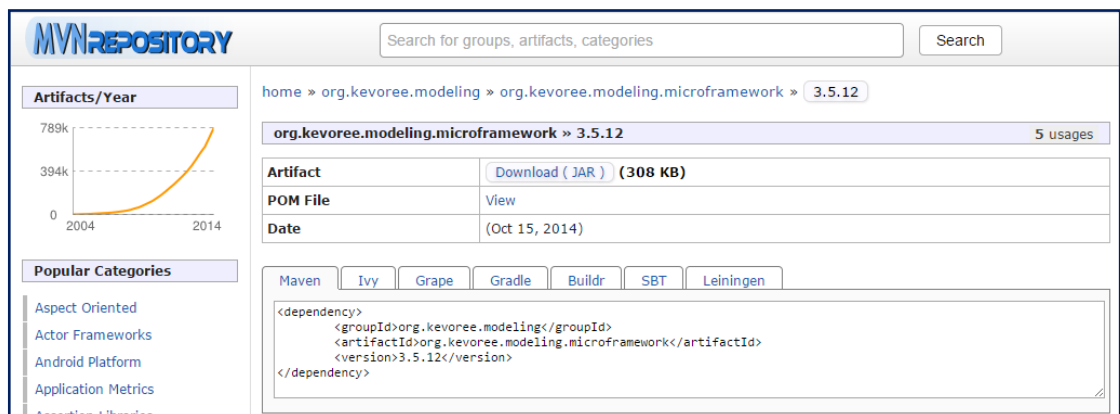 MVNREPOSITORY
Search for groups, artifacts, categories
Search
Artifacts/Year
789k
394k
0
2004 2014
Popular Categories
Aspect Oriented
Actor Frameworks
Android Platform
Application Metrics
home » org.kevoree.modeling » org.kevoree.modeling.microframework » 3.5.12
org.kevoree.modeling.microframework » 3.5.12 5 usages
Artifact Download ( JAR ) (308 KB)
POM File View
Date (Oct 15, 2014)
Maven Ivy Grape Gradle Buildr SBT Leiningen
<dependency>
<groupId>org.kevoree.modeling</groupId>
<artifactId>org.kevoree.modeling.microframework</artifactId>
<version>3.5.12</version>
</dependency>